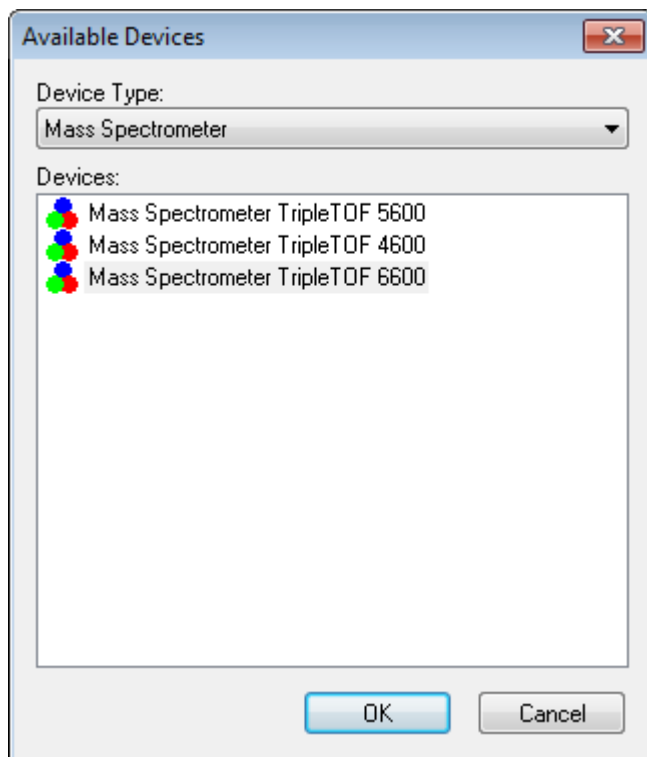 Available Devices
Device Type:
Mass Spectrometer
Devices:
Mass Spectrometer TripleTOF 5600
Mass Spectrometer TripleTOF 4600
Mass Spectrometer TripleTOF 6600
OK Cancel